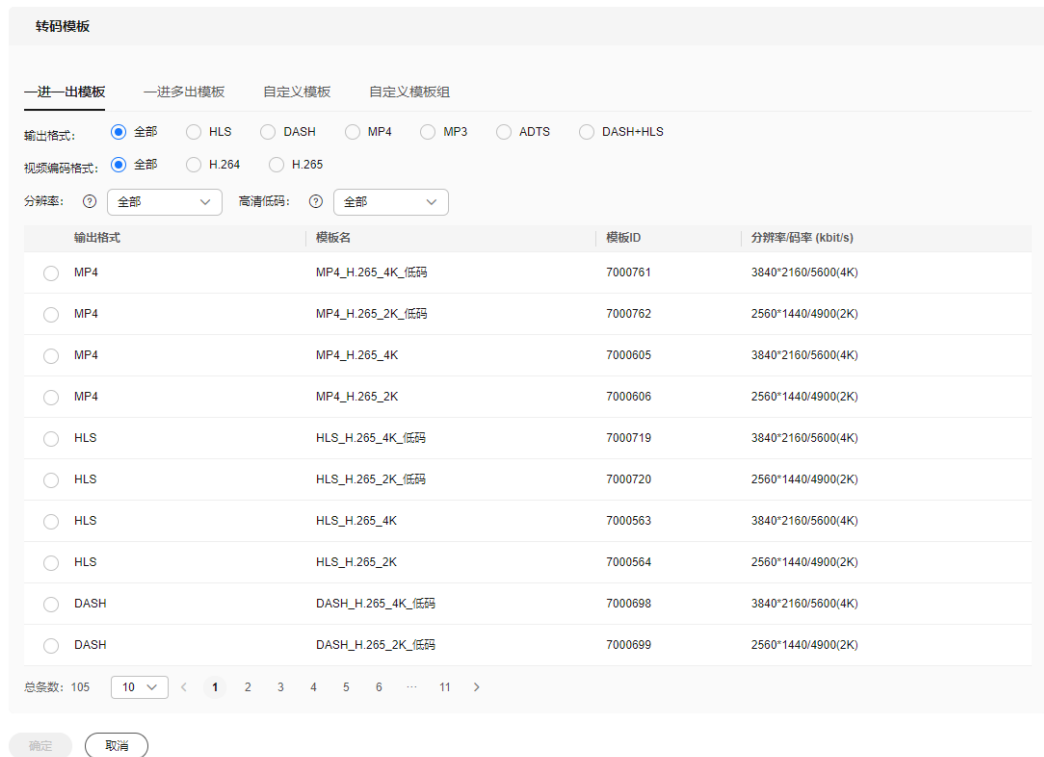 转码模板
一进一出模板 一进多出模板 自定义模板 自定义模板组
输出格式: 全部 HLS DASH MP4 MP3 ADTS DASH+HLS
视频编码格式: 全部 H.264 H.265
分辨率: ? 全部 高清低码: ? 全部
输出格式 模板名 模板ID 分辨率/码率 (kbit/s)
MP4 MP4_H.265_4K_低码 7000761 3840*2160/5600(4K)
MP4 MP4_H.265_2K_低码 7000762 2560*1440/4900(2K)
MP4 MP4_H.265_4K 7000605 3840*2160/5600(4K)
MP4 MP4_H.265_2K 7000606 2560*1440/4900(2K)
HLS HLS_H.265_4K_低码 7000719 3840*2160/5600(4K)
HLS HLS_H.265_2K_低码 7000720 2560*1440/4900(2K)
HLS HLS_H.265_4K 7000563 3840*2160/5600(4K)
HLS HLS_H.265_2K 7000564 2560*1440/4900(2K)
DASH DASH_H.265_4K_低码 7000698 3840*2160/5600(4K)
DASH DASH_H.265_2K_低码 7000699 2560*1440/4900(2K)
总条数: 105 10 < 1 2 3 4 5 6 ... 11 >
确定 取消